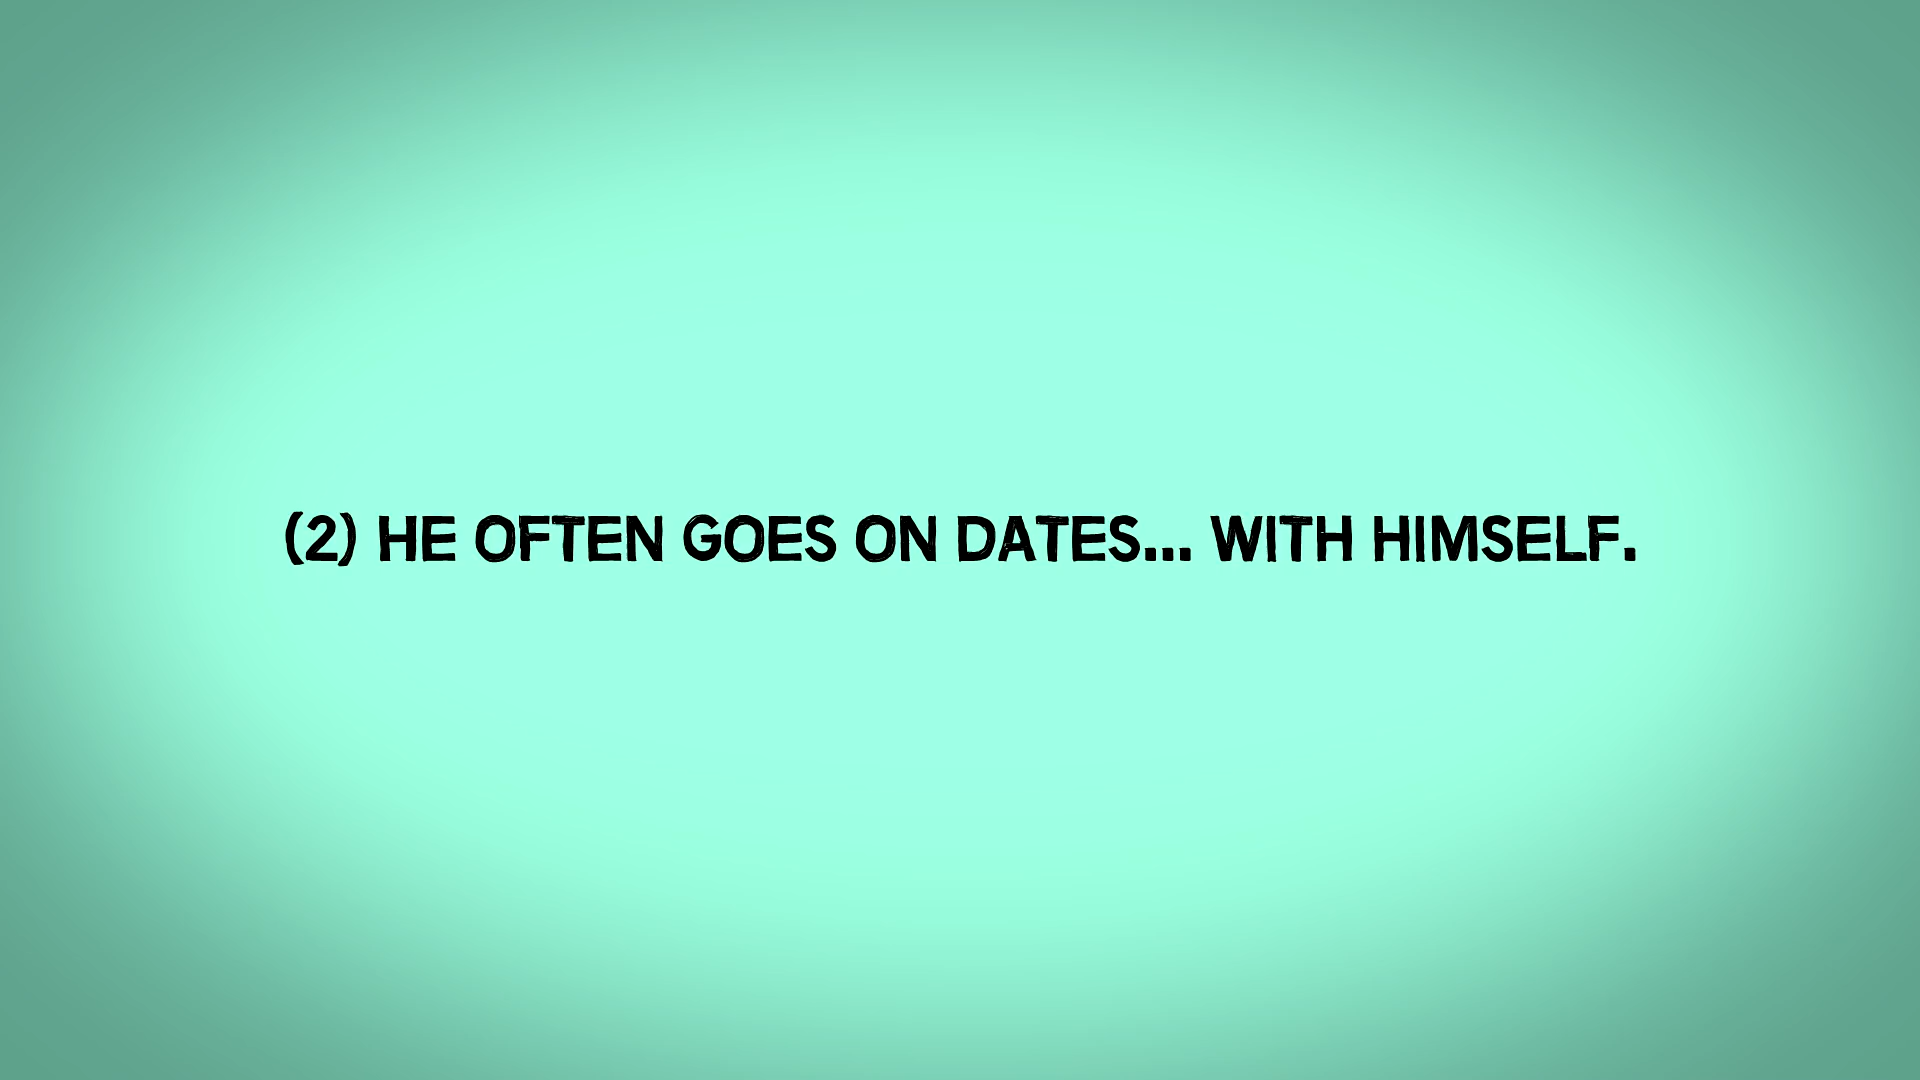 (2) HE OFTEN GOES ON DATES... WITH HIMSELF.